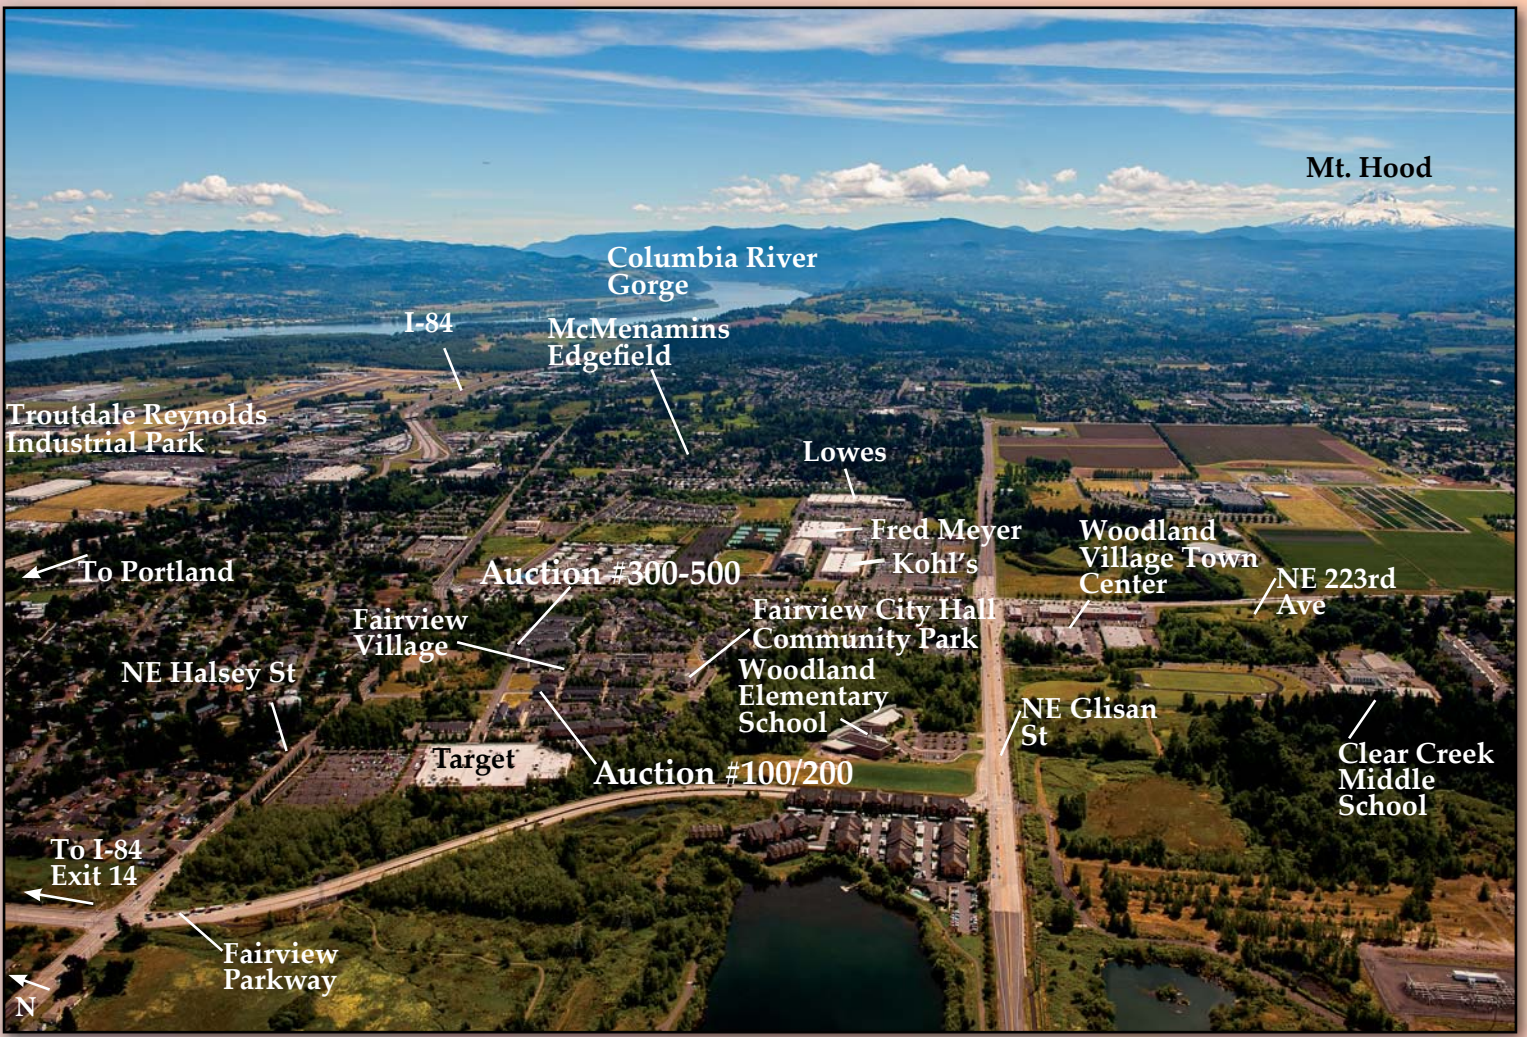 Mt. Hood
Columbia River
Gorge
I-84
McMenamins
Edgefield
Troutdale Reynolds
Industrial Park
Lowes
Fred Meyer
Kohl's
Woodland
Village Town
Center
NE 223rd
Ave
To Portland
Auction #300-500
Fairview
Village
Fairview City Hall
Community Park
Woodland
Elementary
School
NE Halsey St
NE Glisan
St
Target
Auction #100/200
Clear Creek
Middle
School
To I-84
Exit 14
Fairview
Parkway
N